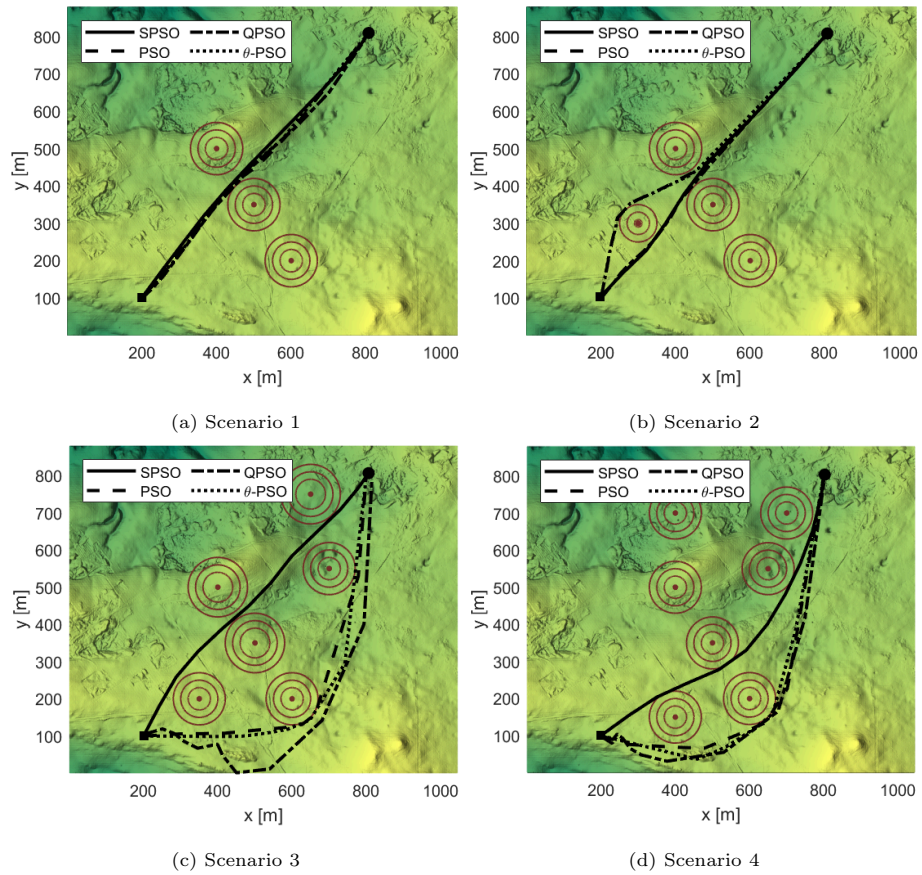 SPSO QPSO
PSO θ-PSO
800
700
600
500
400
300
200
100
y [m]
200 400 600 800 1000
x [m]
(a) Scenario 1
SPSO QPSO
PSO θ-PSO
800
700
600
500
400
300
200
100
y [m]
200 400 600 800 1000
x [m]
(b) Scenario 2
SPSO QPSO
PSO θ-PSO
800
700
600
500
400
300
200
100
y [m]
200 400 600 800 1000
x [m]
(c) Scenario 3
SPSO QPSO
PSO θ-PSO
800
700
600
500
400
300
200
100
y [m]
200 400 600 800 1000
x [m]
(d) Scenario 4